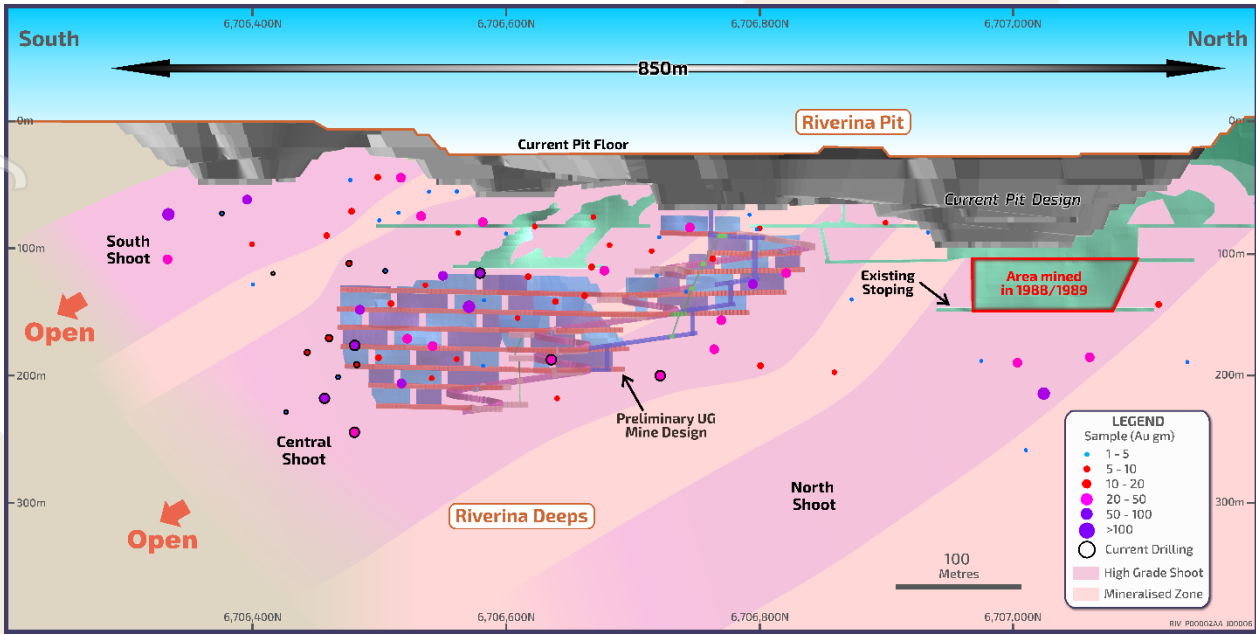 6,706,400N
6,706,600N
6,706,800N
6,707,000N
South
North
850m
0m
0m
Riverina Pit
Current Pit Floor
Current Pit Design
South
Shoot
100m
100m
Existing
Stoping
Area mined
in 1988/1989
Open
200m
200m
Preliminary UG
Mine Design
Central
Shoot
North
Shoot
300m
300m
Riverina Deeps
Open
LEGEND
Sample (Au gm)
1 - 5
5 - 10
10 - 20
20 - 50
50 - 100
>100
Current Drilling
High Grade Shoot
Mineralised Zone
100
Metres
6,706,400N
6,706,600N
6,706,800N
6,707,000N